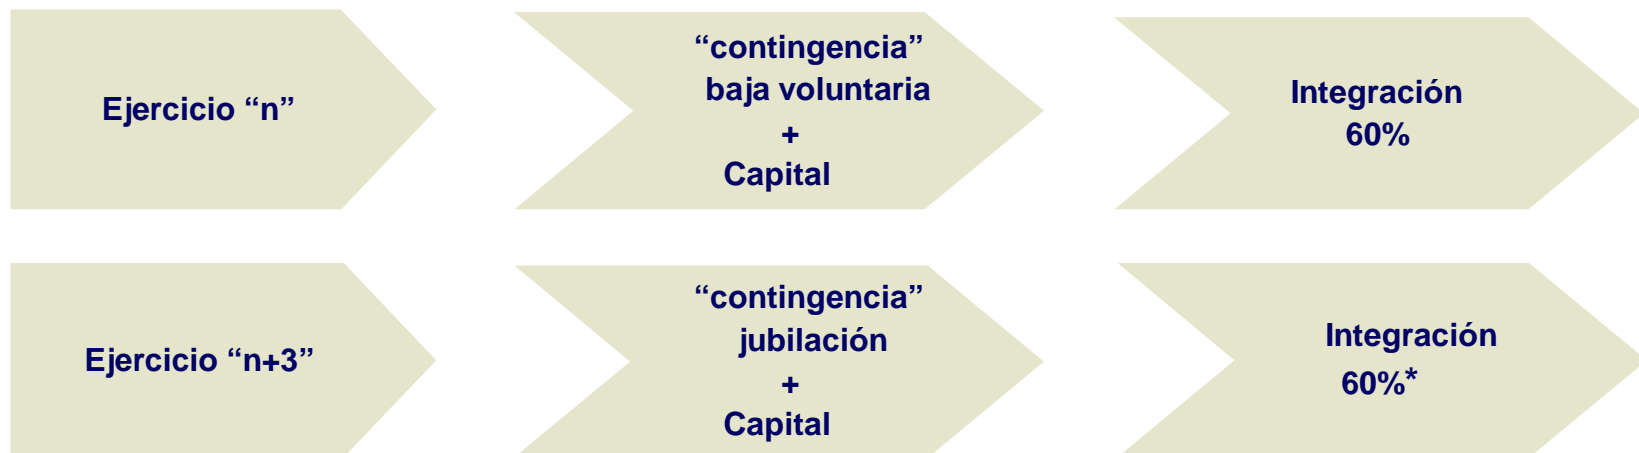 Ejercicio “n”
“contingencia”
baja voluntaria
+
Capital
Integración
60%
Ejercicio “n+3”
“contingencia”
jubilación
+
Capital
Integración
60%*